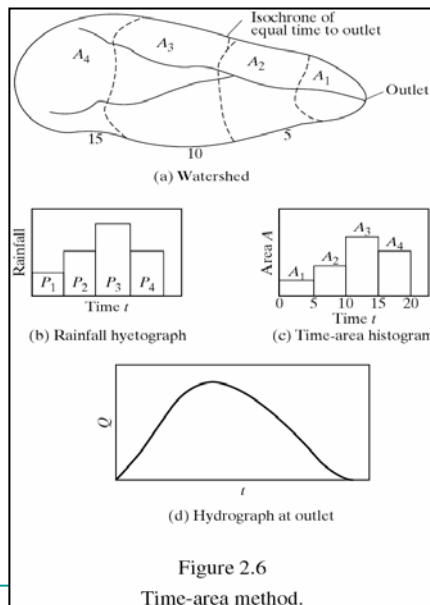 Isochrone of
equal time to outlet
A4
A3
A2
A1
Outlet
15
10
5
(a) Watershed
Rainfall
P1 P2 P3 P4
Time t
(b) Rainfall hyetograph
Area A
A1
A2
A3
A4
0 5 10 15 20
Time t
(c) Time-area histogram
Q
t
(d) Hydrograph at outlet
Figure 2.6
Time-area method.